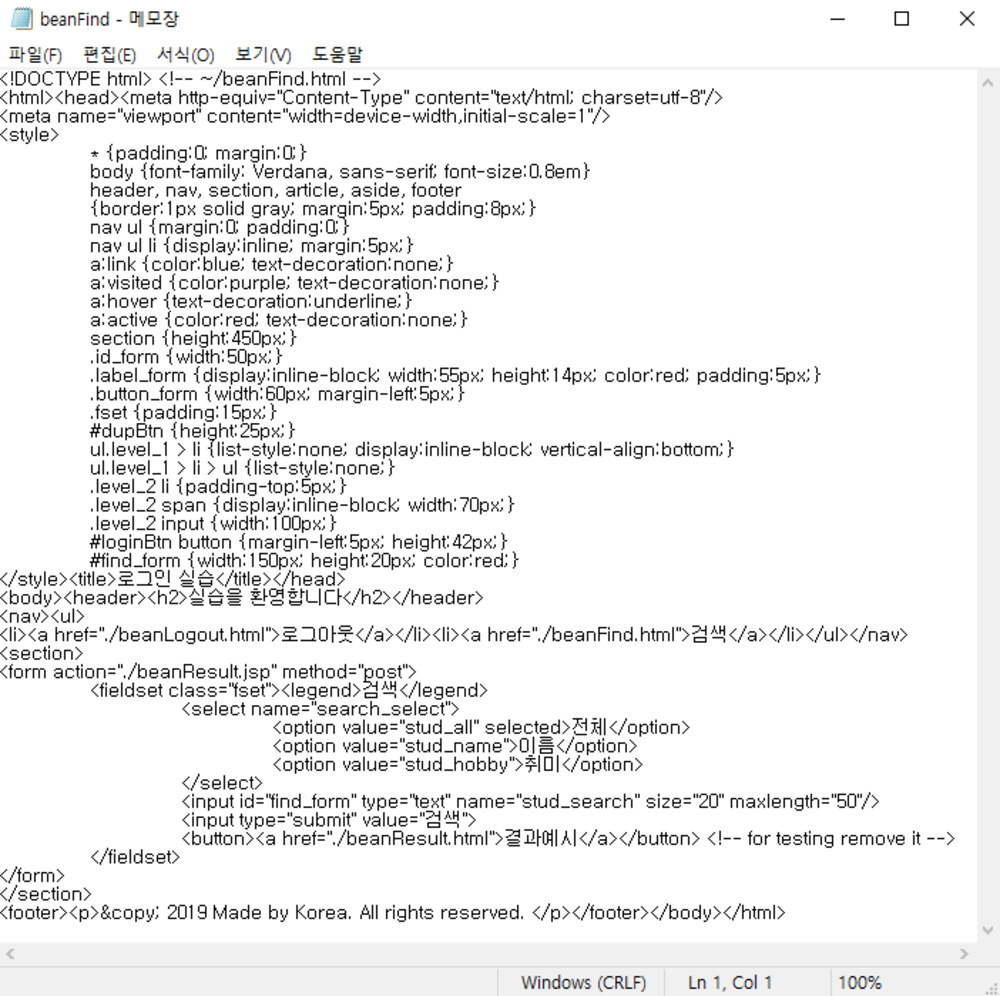 beanFind - 메모장
파일(F) 편집(E) 서식(O) 보기(V) 도움말
<!DOCTYPE html> <!-- ~/beanFind.html -->
<html><head><meta http-equiv="Content-Type" content="text/html; charset=utf-8"/>
<meta name="viewport" content="width=device-width,initial-scale=1"/>
<style>
* {padding:0; margin:0;}
body {font-family: Verdana, sans-serif; font-size:0.8em}
header, nav, section, article, aside, footer
{border:1px solid gray; margin:5px; padding:8px;}
nav ul {margin:0; padding:0;}
nav ul li {display:inline; margin:5px;}
a:link {color:blue; text-decoration:none;}
a:visited {color:purple; text-decoration:none;}
a:hover {text-decoration:underline;}
a:active {color:red; text-decoration:none;}
section {height:450px;}
.id_form {width:50px;}
.label_form {display:inline-block; width:55px; height:14px; color:red; padding:5px;}
.button_form {width:60px; margin-left:5px;}
.fset {padding:15px;}
#dupBtn {height:25px;}
ul.level_1 > li {list-style:none; display:inline-block; vertical-align:bottom;}
ul.level_1 > li > ul {list-style:none;}
.level_2 li {padding-top:5px;}
.level_2 span {display:inline-block; width:70px;}
.level_2 input {width:100px;}
#loginBtn button {margin-left:5px; height:42px;}
#find_form {width:150px; height:20px; color:red;}
</style><title>로그인 실습</title></head>
<body><header><h2>실습을 환영합니다</h2></header>
<nav><ul>
<li><a href="./beanLogout.html">로그아웃</a></li><li><a href="./beanFind.html">검색</a></li></ul></nav>
<section>
<form action="./beanResult.jsp" method="post">
<fieldset class="fset"><legend>검색</legend>
<select name="search_select">
<option value="stud_all" selected>전체</option>
<option value="stud_name">이름</option>
<option value="stud_hobby">취미</option>
</select>
<input id="find_form" type="text" name="stud_search" size="20" maxlength="50"/>
<input type="submit" value="검색">
<button><a href="./beanResult.html">결과예시</a></button> <!-- for testing remove it -->
</fieldset>
</form>
</section>
<footer><p>&copy; 2019 Made by Korea. All rights reserved. </p></footer></body></html>
Windows (CRLF) Ln 1, Col 1 100%